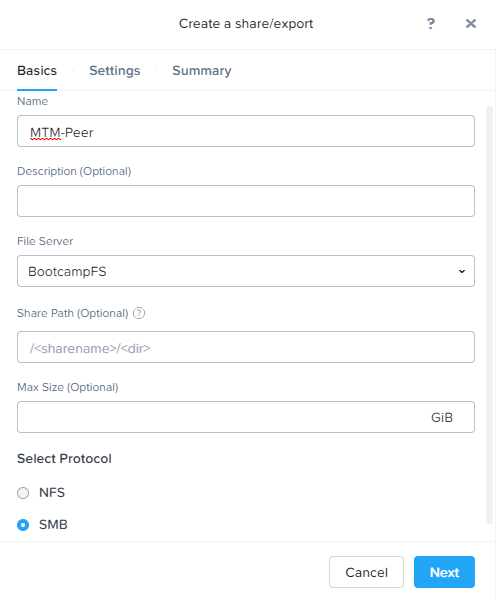 Create a share/export ? ×
Basics · Settings · Summary
Name
MTM-Peer
Description (Optional)
File Server
BootcampFS
Share Path (Optional) ?
/<sharename>/<dir>
Max Size (Optional)
GiB
Select Protocol
NFS
SMB
Cancel Next